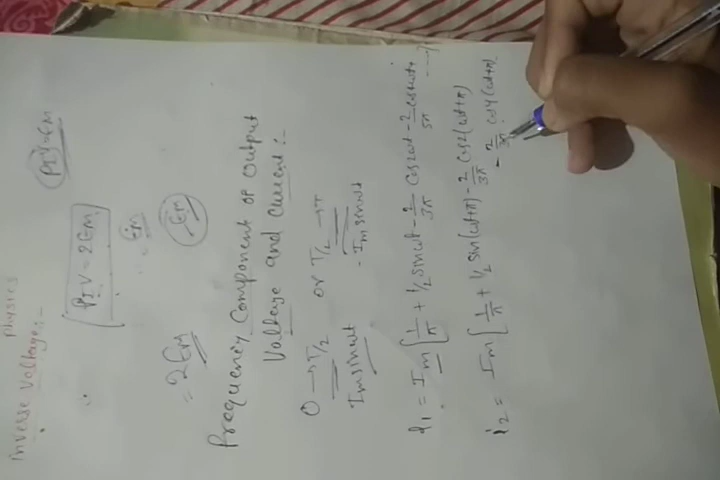 Physics
Inverse Voltage:-
PIV = Em
PIV = 2Em
Em
= 2Em
Em
Frequency Component of Output
Voltage and Current:-
0 → T/2 or T/2 → π
Im sinωt - Im sinωt
i1 = Im [ 1/π + 1/2 sinωt - 2/3π cos2ωt - 2/5π cos4ωt ---]
i2 = Im [ 1/π + 1/2 sin(ωt+π) - 2/3π cos2(ωt+π)
- 2/3π cos4(ωt+π)